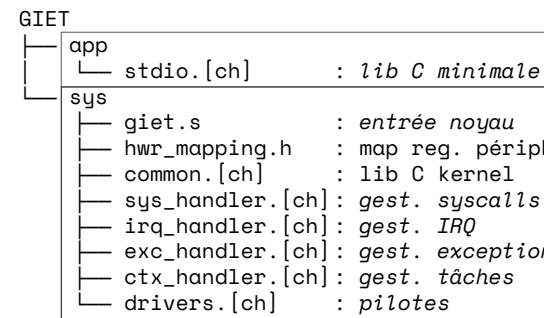 GIET
├── app
│   └── stdio.[ch]     : lib C minimale
└── sys
    ├── giet.s         : entrée noyau
    ├── hwr_mapping.h  : map reg. périph
    ├── common.[ch]    : lib C kernel
    ├── sys_handler.[ch]: gest. syscalls
    ├── irq_handler.[ch]: gest. IRQ
    ├── exc_handler.[ch]: gest. exception
    ├── ctx_handler.[ch]: gest. tâches
    └── drivers.[ch]   : pilotes